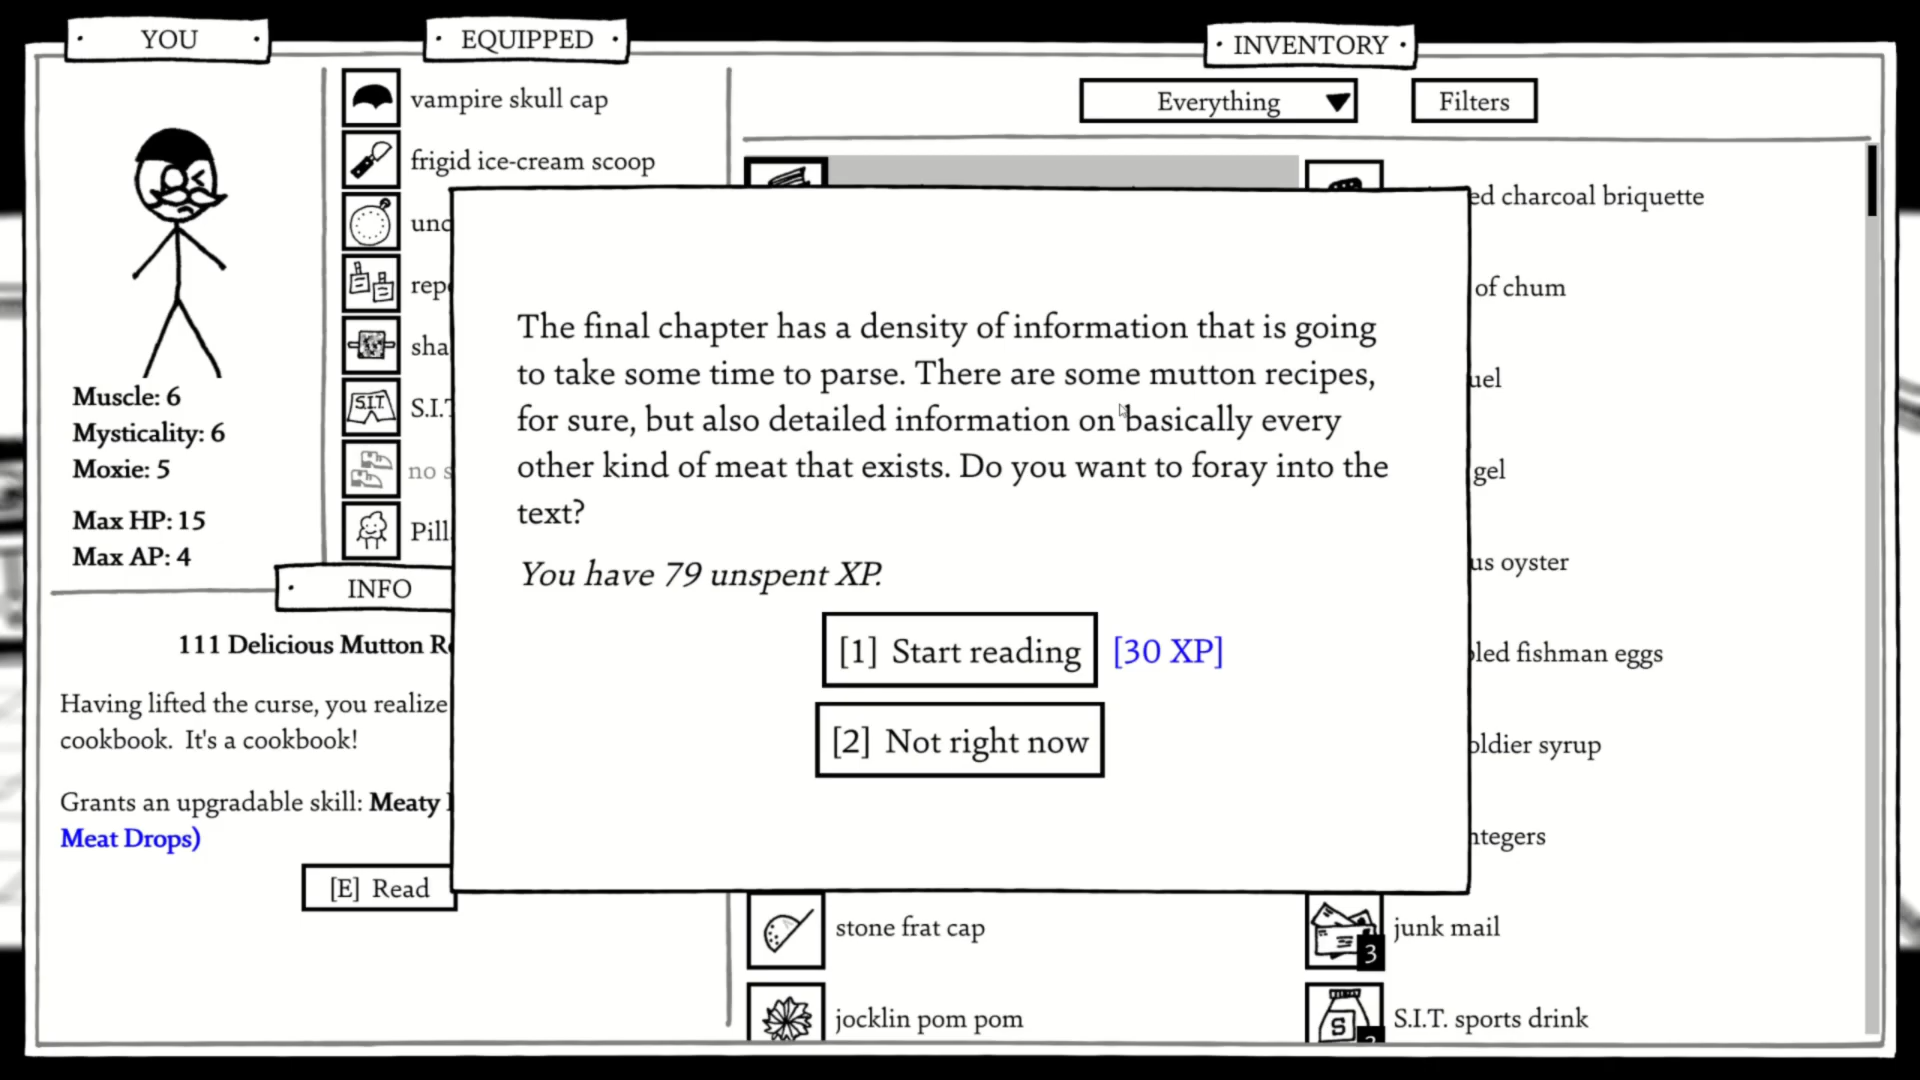 YOU
EQUIPPED
INVENTORY
vampire skull cap
frigid ice-cream scoop
S.I.T.
Muscle: 6
Mysticality: 6
Moxie: 5
Max HP: 15
Max AP: 4
INFO
111 Delicious Mutton
Having lifted the curse, you realize
cookbook. It's a cookbook!
Grants an upgradable skill: Meaty
Meat Drops)
[E] Read
The final chapter has a density of information that is going
to take some time to parse. There are some mutton recipes,
for sure, but also detailed information on basically every
other kind of meat that exists. Do you want to foray into the
text?
You have 79 unspent XP.
[1] Start reading [30 XP]
[2] Not right now
Everything
Filters
charcoal briquette
of chum
gel
oyster
fishman eggs
syrup
stone frat cap
junk mail
3
jocklin pom pom
S
S.I.T. sports drink